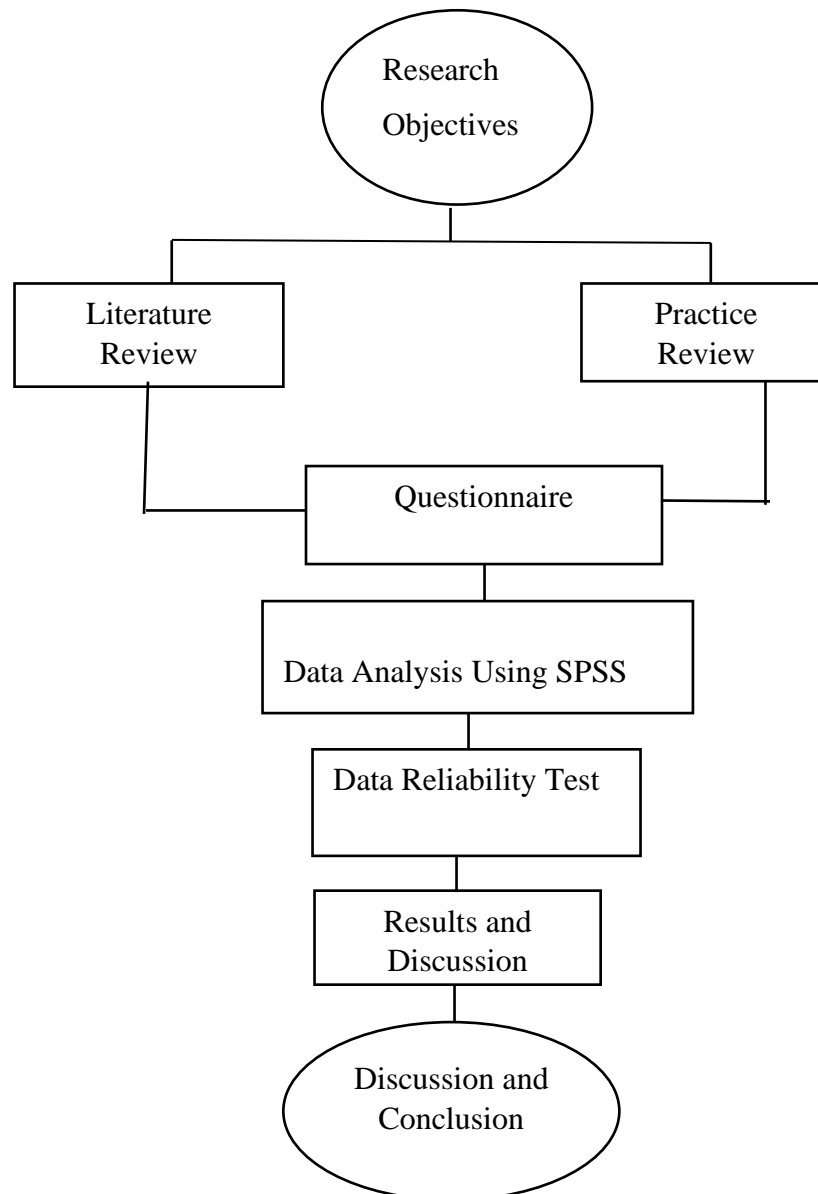 Research
Objectives
Literature
Review
Practice
Review
Questionnaire
Data Analysis Using SPSS
Data Reliability Test
Results and
Discussion
Discussion and
Conclusion